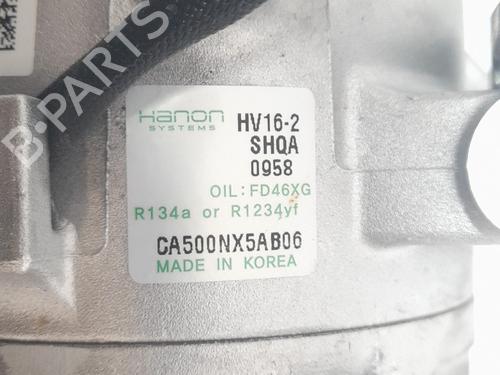 B-PARTS
Hanon
SYSTEMS
HV16-2
SHQA
0958
OIL:FD46XG
R134a or R1234yf
CA500NX5AB06
MADE IN KOREA